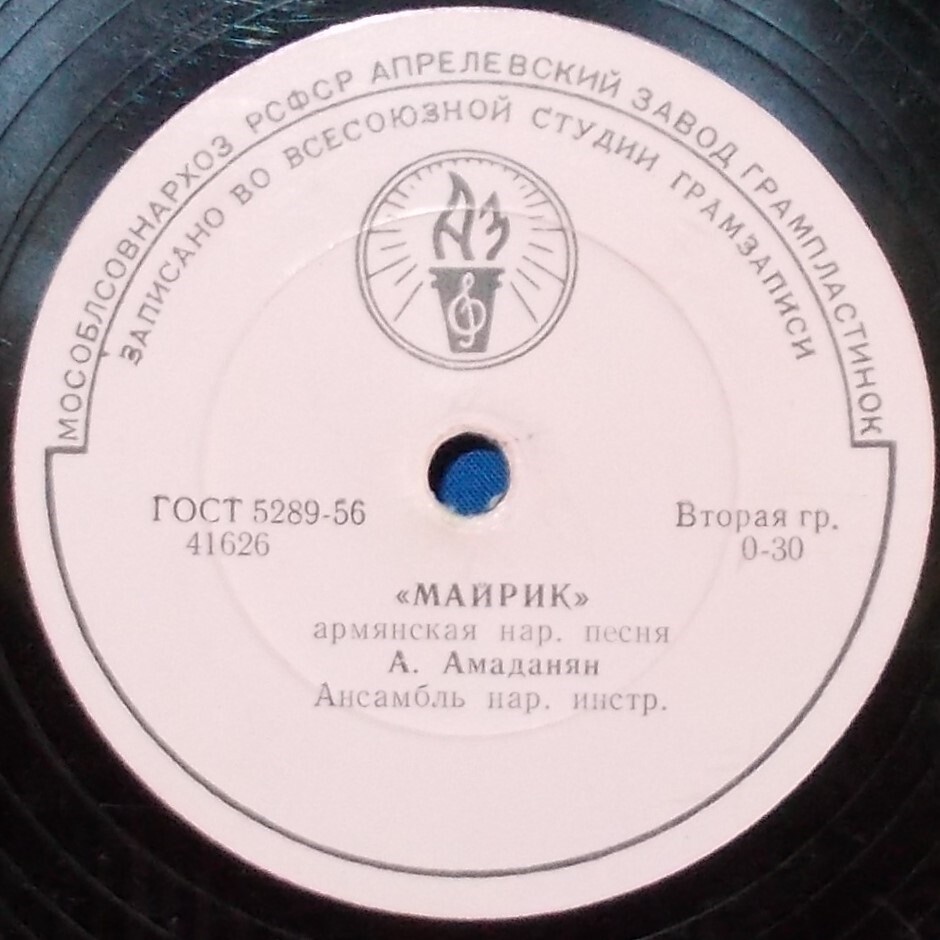 МОСОБЛСОВНАРХОЗ РСФСР АПРЕЛЕВСКИЙ ЗАВОД ГРАМПЛАСТИНОК
ЗАПИСАНО ВО ВСЕСОЮЗНОЙ СТУДИИ ГРАМЗАПИСИ
АЗ
ГОСТ 5289-56
41626
Вторая гр.
0-30
«МАЙРИК»
армянская нар. песня
А. Амаданян
Ансамбль нар. инстр.